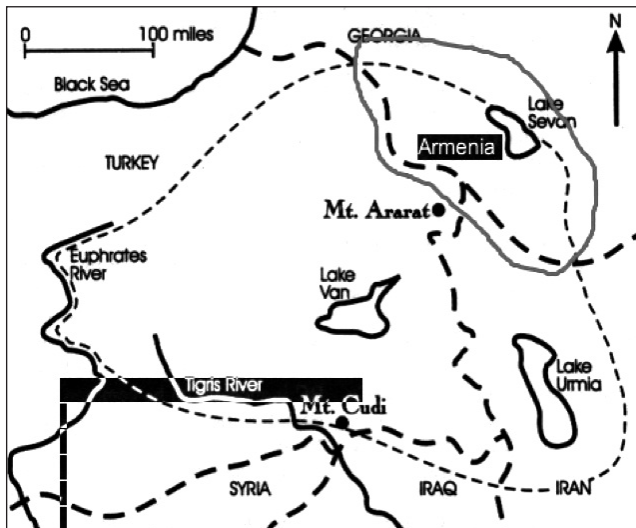 0 100 miles
GEORGIA
N
Black Sea
Lake
Sevan
Armenia
TURKEY
Mt. Ararat
Euphrates
River
Lake
Van
Lake
Urmia
Tigris River
Mt. Cudi
SYRIA
IRAQ
IRAN